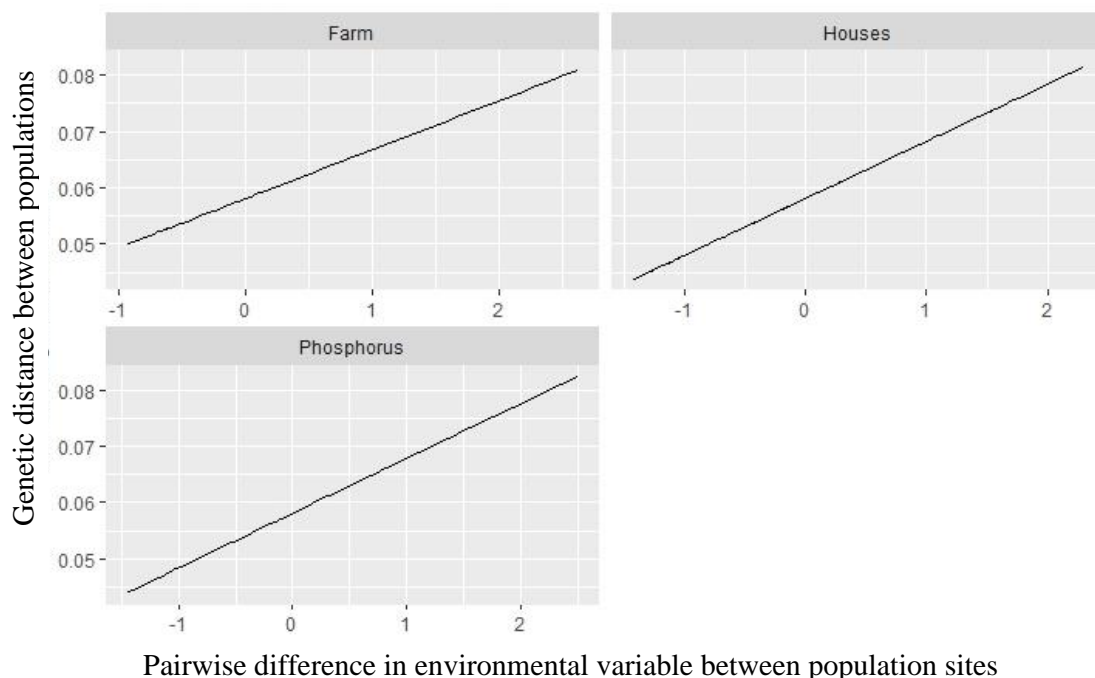 Genetic distance between populations
Farm
0.08
0.07
0.06
0.05
-1 0 1 2
Houses
-1 0 1 2
Phosphorus
0.08
0.07
0.06
0.05
-1 0 1 2
Pairwise difference in environmental variable between population sites